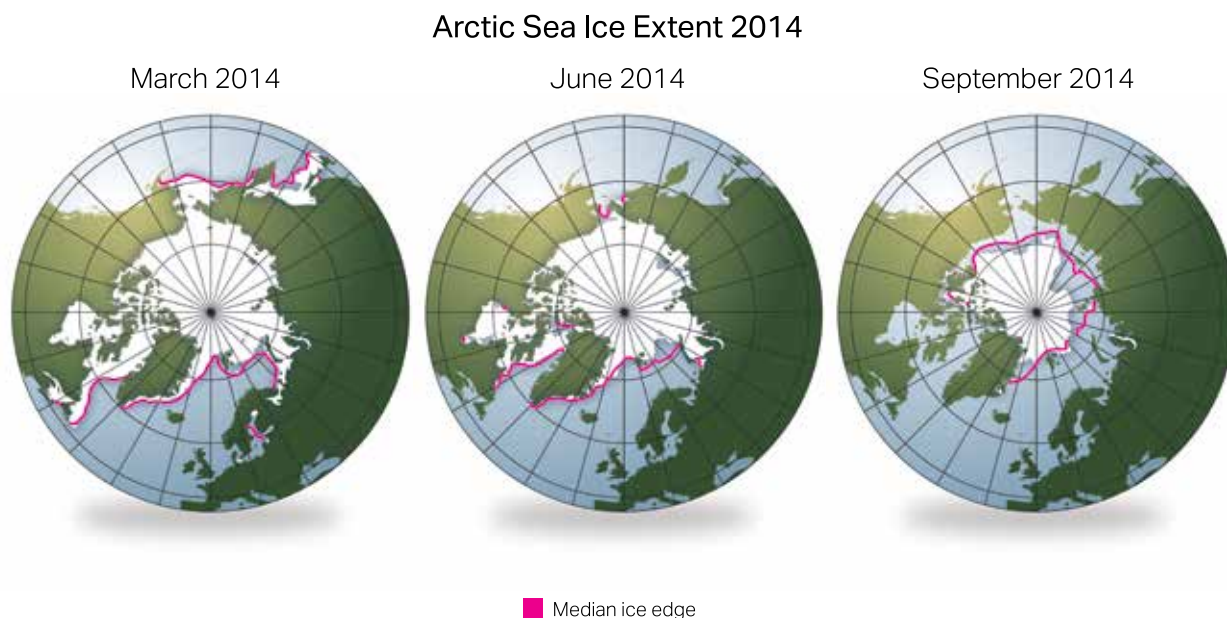 Arctic Sea Ice Extent 2014
March 2014
June 2014
September 2014
Median ice edge